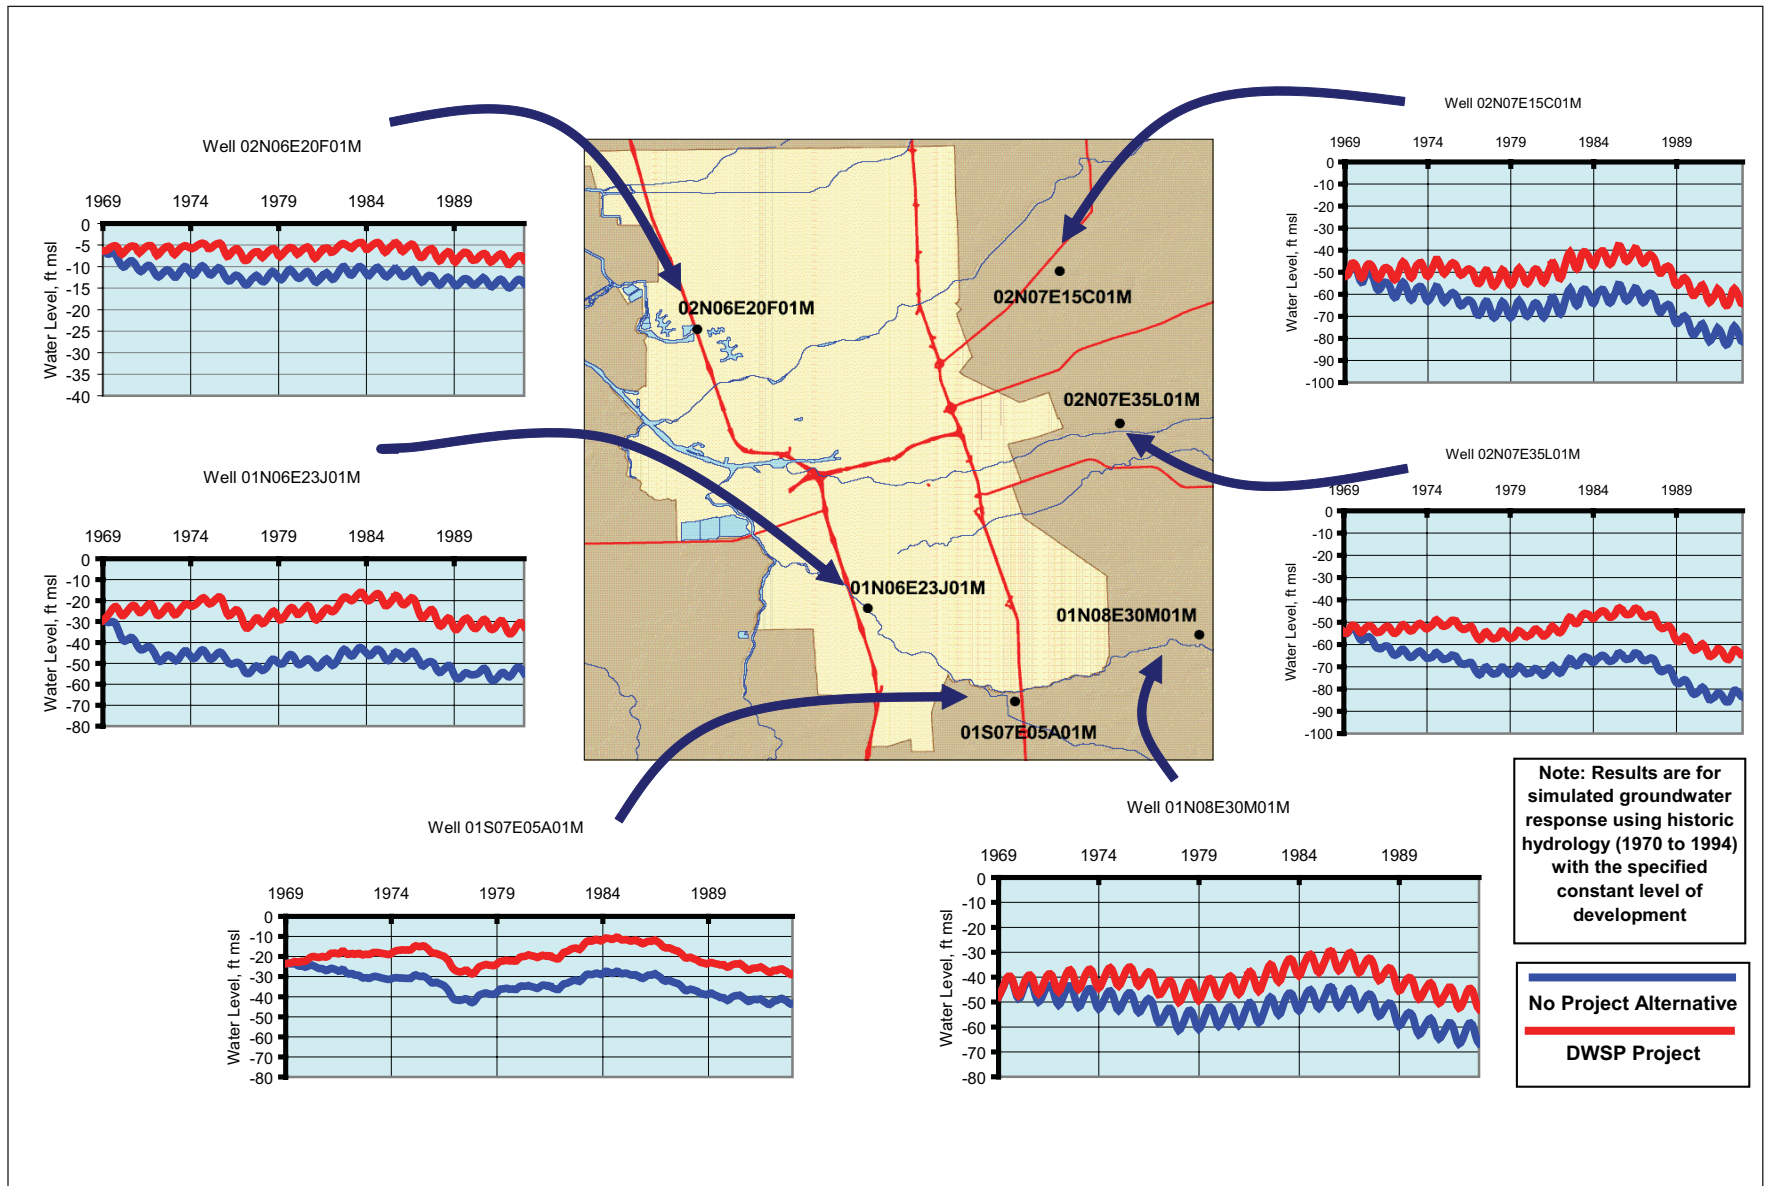 Well 02N06E20F01M
1969 1974 1979 1984 1989
0
-5
-10
-15
-20
-25
-30
-35
-40
Water Level, ft msl
Well 01N06E23J01M
1969 1974 1979 1984 1989
0
-10
-20
-30
-40
-50
-60
-70
-80
Water Level, ft msl
Well 01S07E05A01M
1969 1974 1979 1984 1989
0
-10
-20
-30
-40
-50
-60
-70
-80
Water Level, ft msl
02N06E20F01M
02N07E15C01M
02N07E35L01M
01N06E23J01M
01N08E30M01M
01S07E05A01M
Well 02N07E15C01M
1969 1974 1979 1984 1989
0
-10
-20
-30
-40
-50
-60
-70
-80
-90
-100
Water Level, ft msl
Well 02N07E35L01M
1969 1974 1979 1984 1989
0
-10
-20
-30
-40
-50
-60
-70
-80
-90
-100
Water Level, ft msl
Well 01N08E30M01M
1969 1974 1979 1984 1989
0
-10
-20
-30
-40
-50
-60
-70
-80
Water Level, ft msl
Note: Results are for
simulated groundwater
response using historic
hydrology (1970 to 1994)
with the specified
constant level of
development
No Project Alternative
DWSP Project